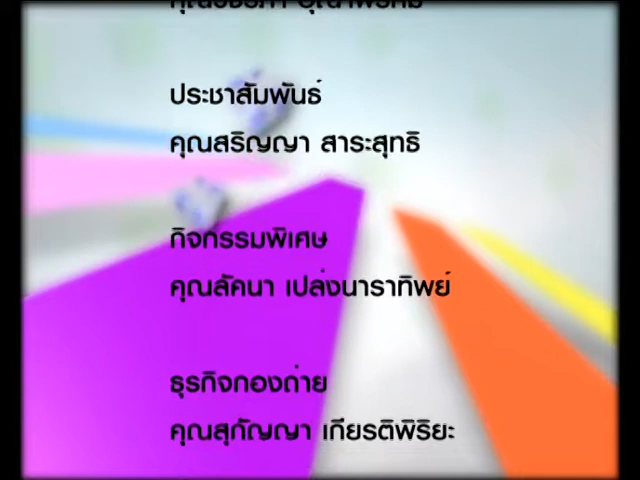 ประชาสัมพันธ์
คุณสริญญา สาระสุทธิ
กิจกรรมพิเศษ
คุณลัคนา เปล่งนาราทิพย์
ธุรกิจกองถ่าย
คุณสุกัญญา เกียรติพิริยะ